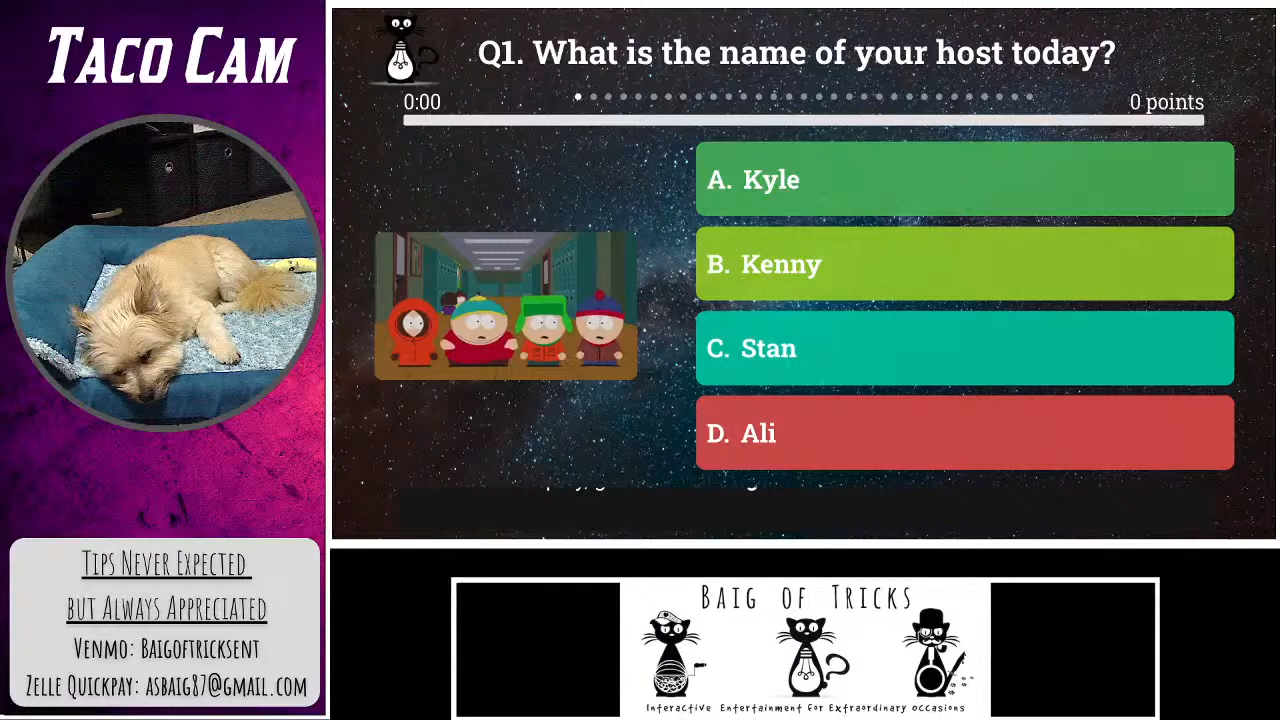 TACO CAM
Q1. What is the name of your host today?
0:00
0 points
A. Kyle
B. Kenny
C. Stan
D. Ali
TIPS NEVER EXPECTED
BUT ALWAYS APPRECIATED
VENMO: BAIGOFTRICKSENT
ZELLE QUICKPAY: ASBAIG87@GMAIL.COM
BAIG OF TRICKS
Interactive Entertainment for Extraordinary Occasions